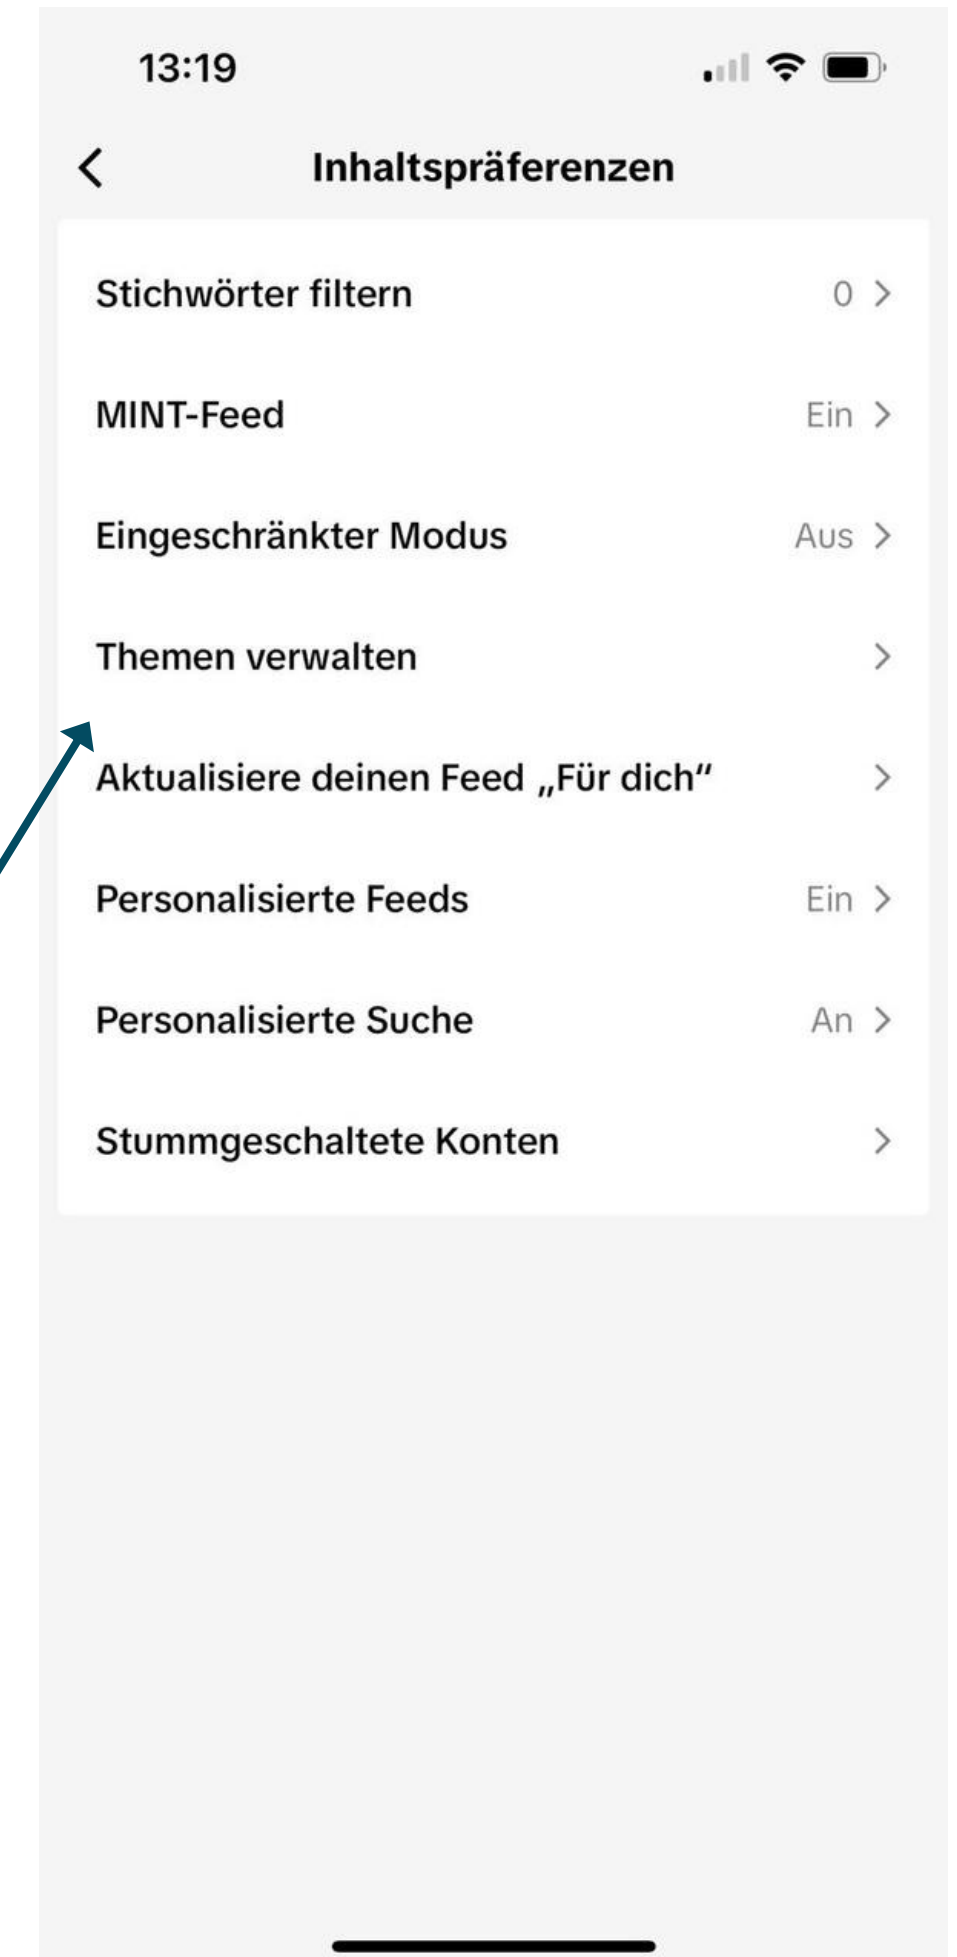 13:19
Inhaltspräferenzen
Stichwörter filtern 0
MINT-Feed Ein
Eingeschränkter Modus Aus
Themen verwalten
Aktualisiere deinen Feed „Für dich“
Personalisierte Feeds Ein
Personalisierte Suche An
Stummgeschaltete Konten